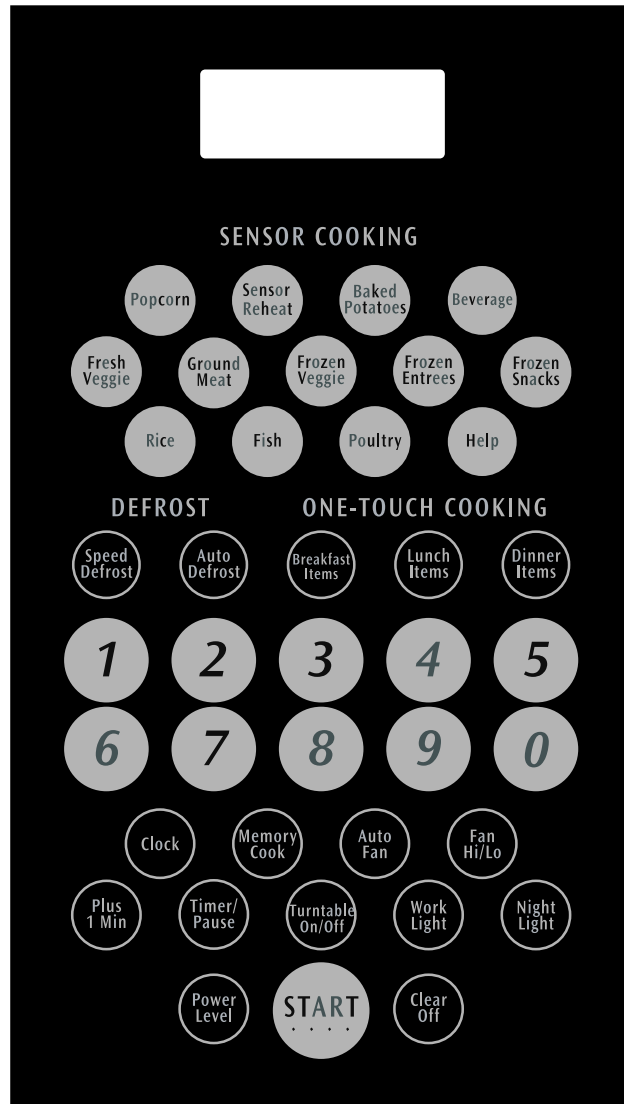 SENSOR COOKING
Popcorn
Sensor
Reheat
Baked
Potatoes
Beverage
Fresh
Veggie
Ground
Meat
Frozen
Veggie
Frozen
Entrees
Frozen
Snacks
Rice
Fish
Poultry
Help
DEFROST
ONE-TOUCH COOKING
Speed
Defrost
Auto
Defrost
Breakfast
Items
Lunch
Items
Dinner
Items
1 2 3 4 5
6 7 8 9 0
Clock
Memory
Cook
Auto
Fan
Fan
Hi/Lo
Plus
1 Min
Timer/
Pause
Turntable
On/Off
Work
Light
Night
Light
Power
Level
START
Clear
Off